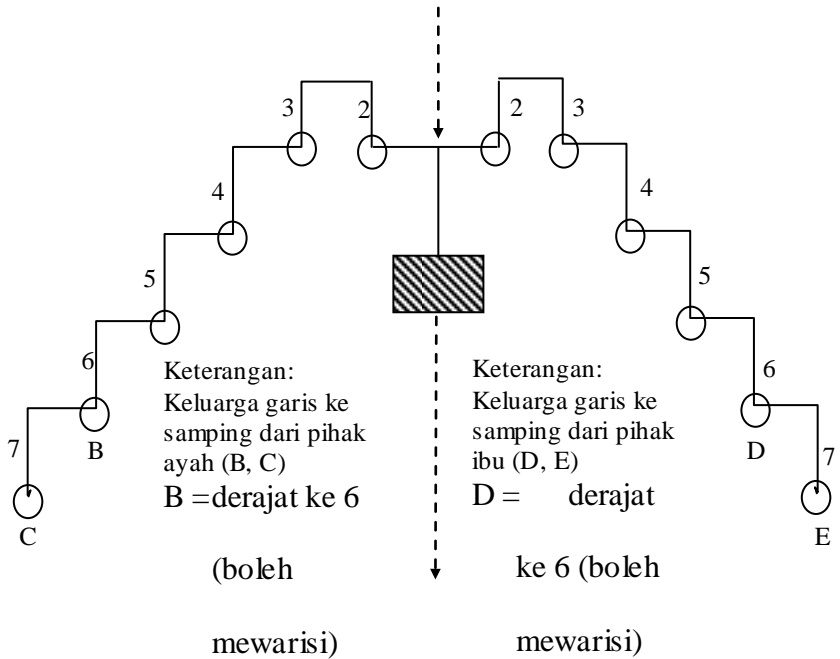 3 2 2 3
4 4
5 5
6 6
7 7
B D
C E
Keterangan:
Keluarga garis ke
samping dari pihak
ayah (B, C)
B =derajat ke 6
(boleh
mewarisi)
Keterangan:
Keluarga garis ke
samping dari pihak
ibu (D, E)
D = derajat
ke 6 (boleh
mewarisi)